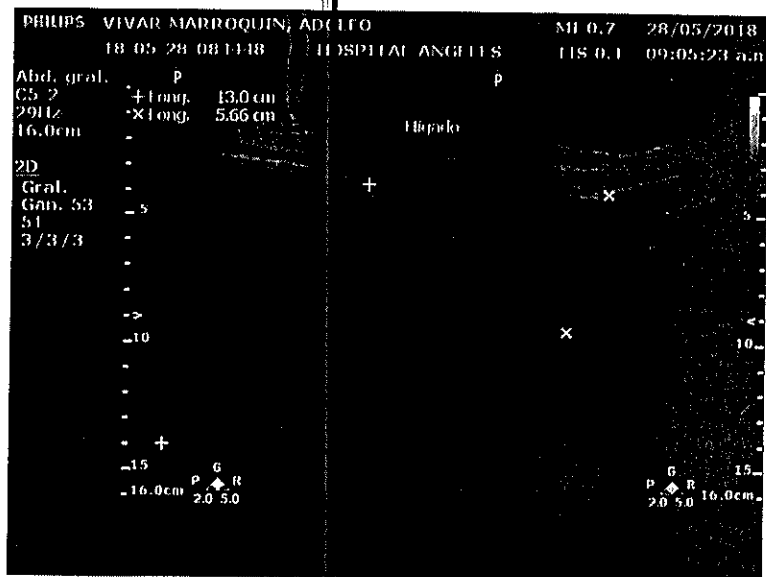 PHILIPS VIVAR MARROQUIN, ADOLFO MI 0.7 28/05/2018
18-05-28-081448 HOSPITAL ANGELES TIS 0.1 09:05:23 a.m
Abd. gral.
C5-2
29Hz
16.0cm
P
+ Long. 13.0 cm
× Long. 5.66 cm
P
Hígado
2D
Gral.
Gan. 53
51
3/3/3
5
5
10
10
15
15
16.0cm
G
P R
2.0 5.0
G
P R
2.0 5.0
16.0cm